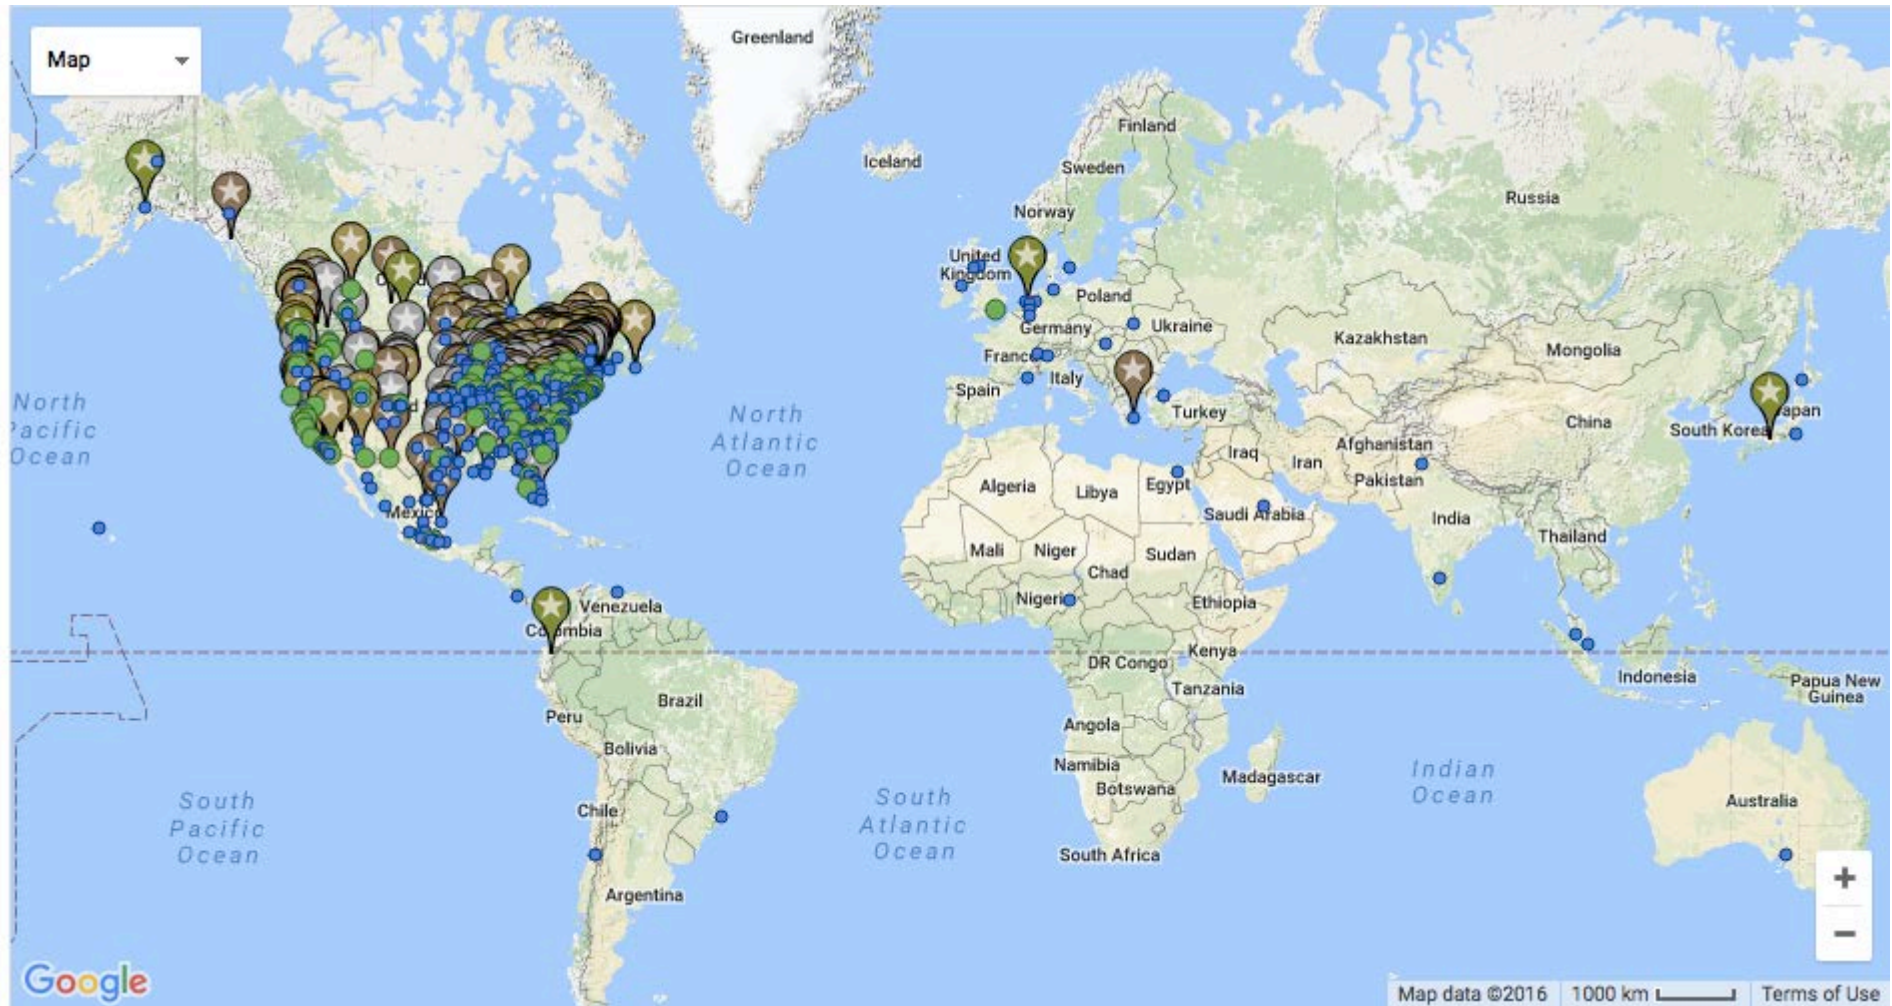 Map
Greenland
Iceland
Finland
Sweden
Norway
Russia
United
Kingdom
Poland
Germany
Ukraine
Kazakhstan
Mongolia
France
Italy
Spain
Turkey
North
Pacific
Ocean
North
Atlantic
Ocean
China
South Korea
Japan
Afghanistan
Iraq
Iran
Pakistan
Algeria
Libya
Egypt
Saudi Arabia
India
Thailand
Mexico
Mali
Niger
Chad
Sudan
Nigeria
Ethiopia
Venezuela
Colombia
DR Congo
Kenya
Tanzania
Indonesia
Papua New
Guinea
Brazil
Peru
Angola
Bolivia
Namibia
Botswana
Madagascar
Indian
Ocean
Australia
Chile
South
Pacific
Ocean
South
Atlantic
Ocean
South Africa
Argentina
+
−
Google
Map data ©2016
1000 km
Terms of Use